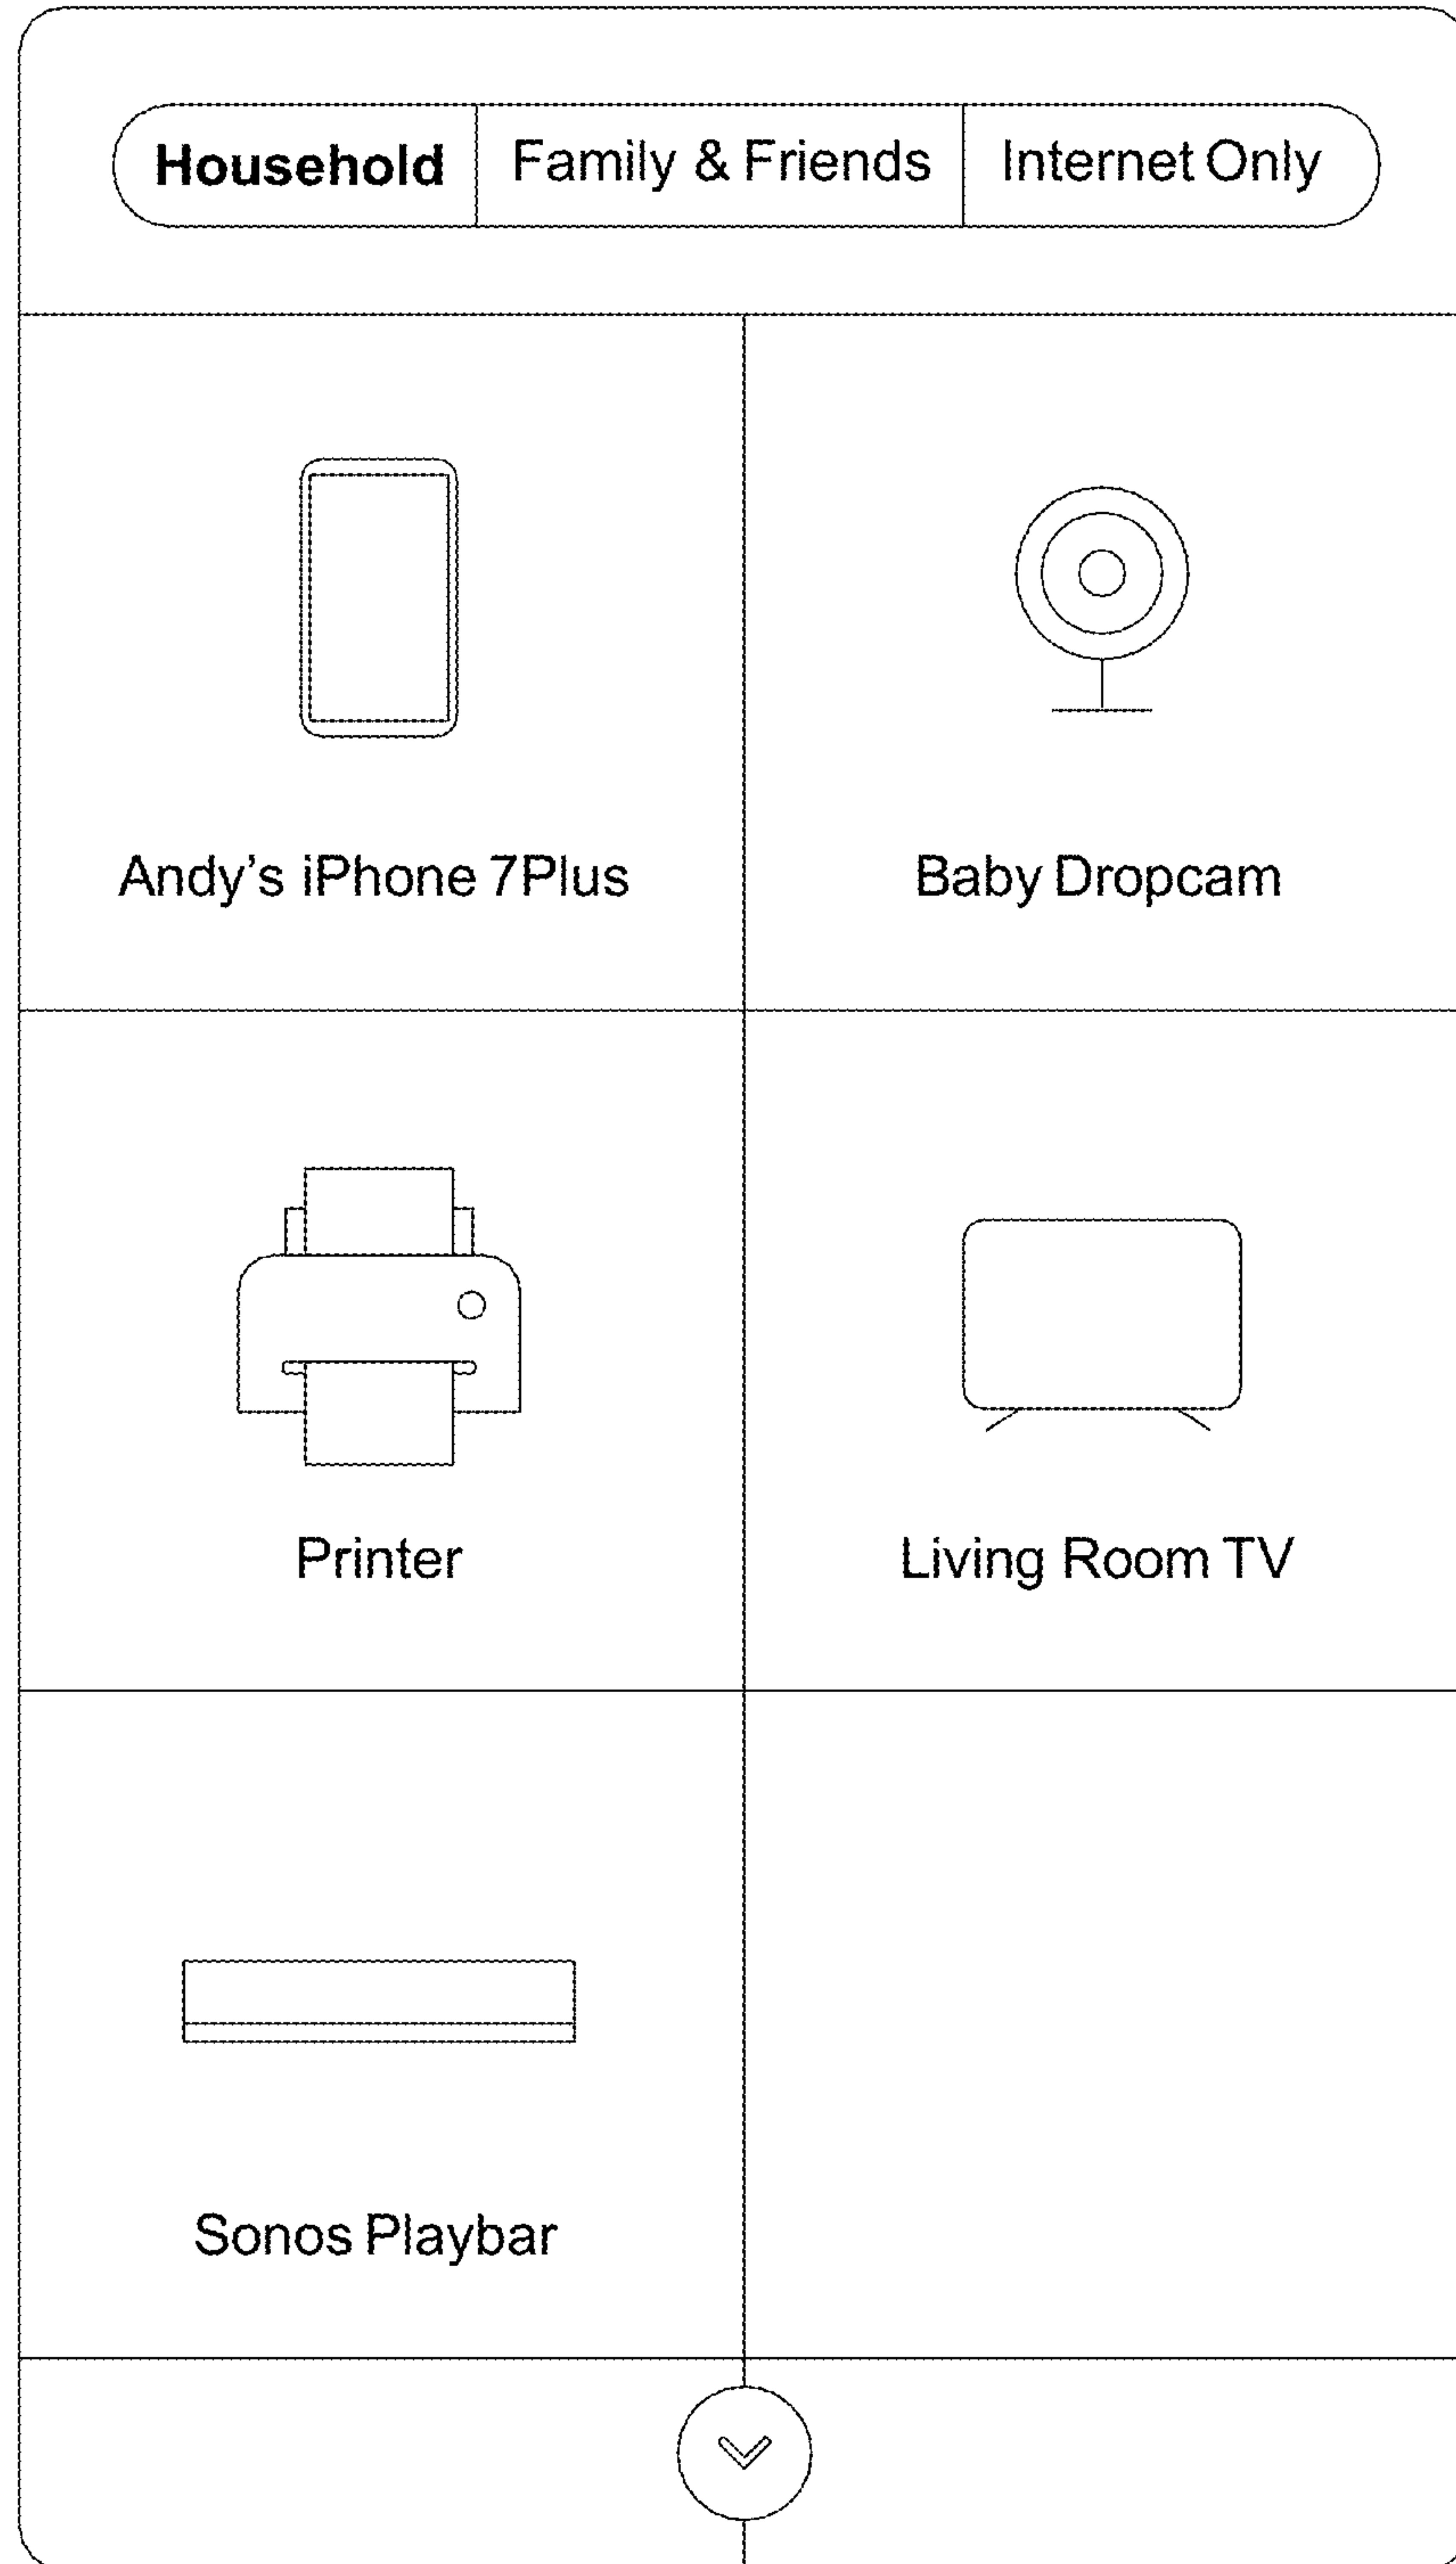 Household Family & Friends Internet Only
Andy's iPhone 7Plus Baby Dropcam
Printer Living Room TV
Sonos Playbar